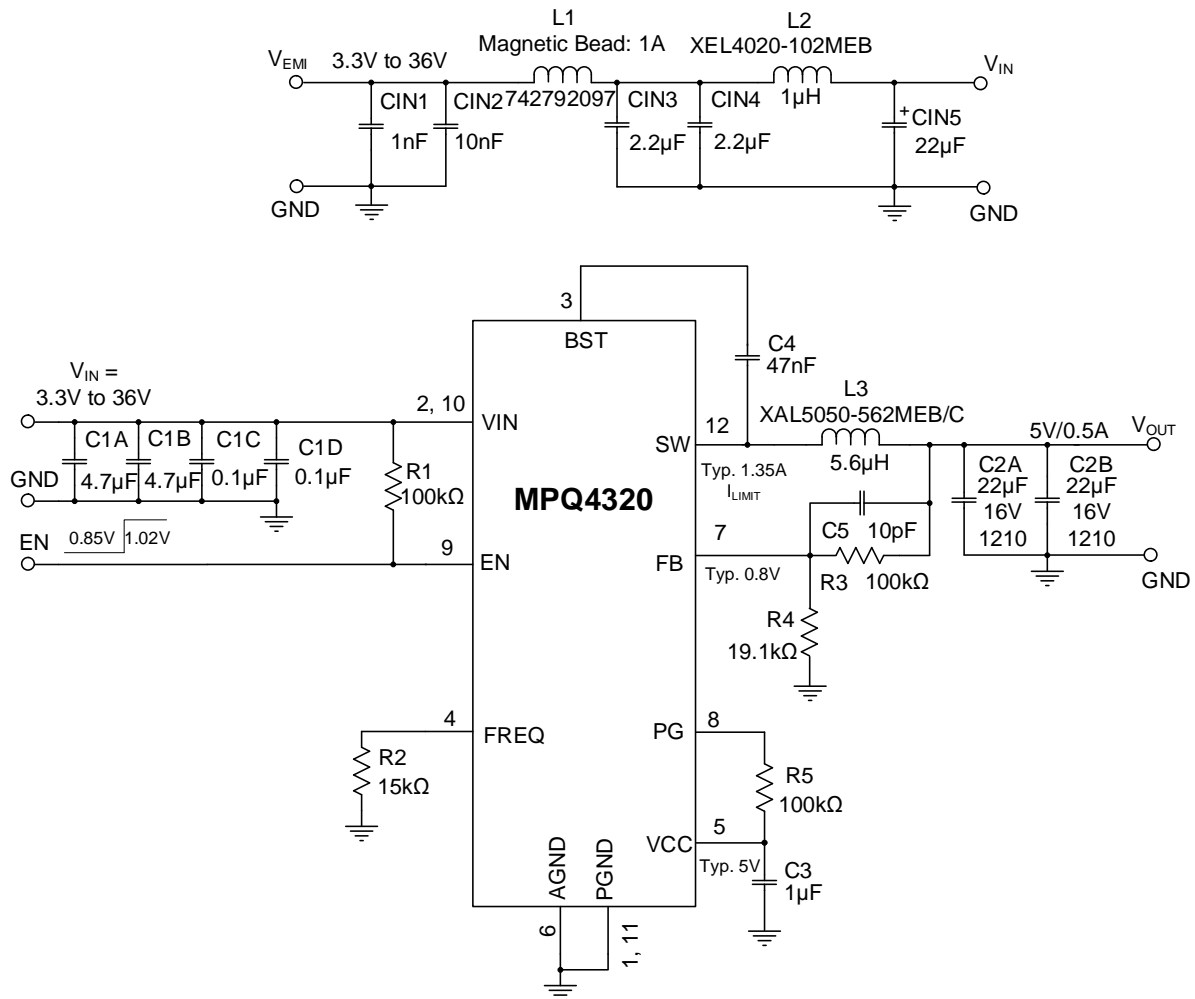 L1
Magnetic Bead: 1A
L2
XEL4020-102MEB
VEMI
3.3V to 36V
VIN
CIN1
CIN2
742792097
CIN3
CIN4
1µH
+
CIN5
1nF
10nF
2.2µF
2.2µF
22µF
GND
GND
3
BST
C4
47nF
VIN =
3.3V to 36V
2, 10
VIN
L3
XAL5050-562MEB/C
12
SW
5V/0.5A
VOUT
C1A
C1B
C1C
C1D
4.7µF
4.7µF
0.1µF
0.1µF
GND
R1
100kΩ
MPQ4320
Typ. 1.35A
ILIMIT
5.6µH
C2A
22µF
16V
1210
C2B
22µF
16V
1210
EN
0.85V
1.02V
9
EN
7
FB
Typ. 0.8V
C5
10pF
R3
100kΩ
GND
R4
19.1kΩ
4
FREQ
PG
8
R2
15kΩ
R5
100kΩ
VCC
5
Typ. 5V
C3
1µF
AGND
PGND
6
1, 11